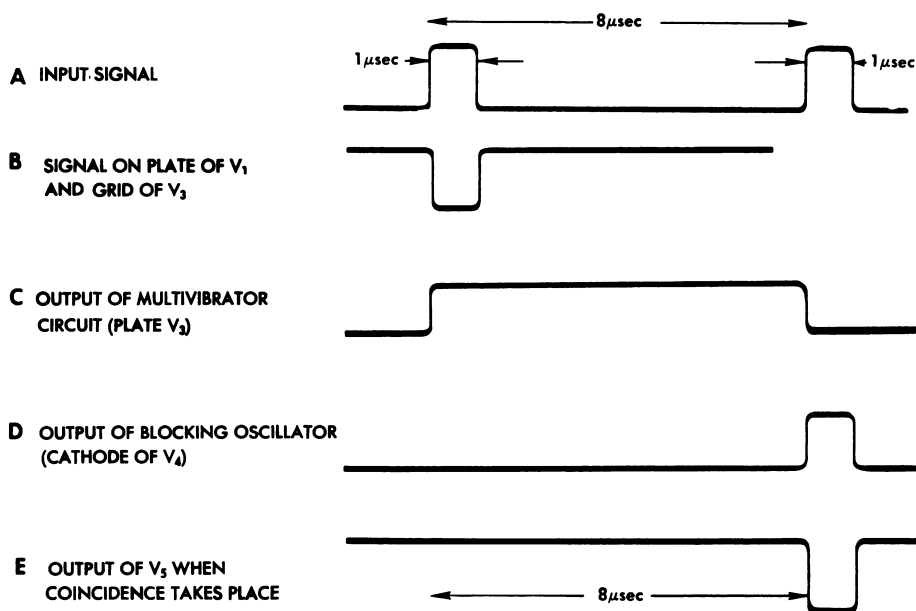 8μsec
1μsec
1μsec
A INPUT SIGNAL
B SIGNAL ON PLATE OF V₁
AND GRID OF V₃
C OUTPUT OF MULTIVIBRATOR
CIRCUIT (PLATE V₃)
D OUTPUT OF BLOCKING OSCILLATOR
(CATHODE OF V₄)
E OUTPUT OF V₅ WHEN
COINCIDENCE TAKES PLACE
8μsec